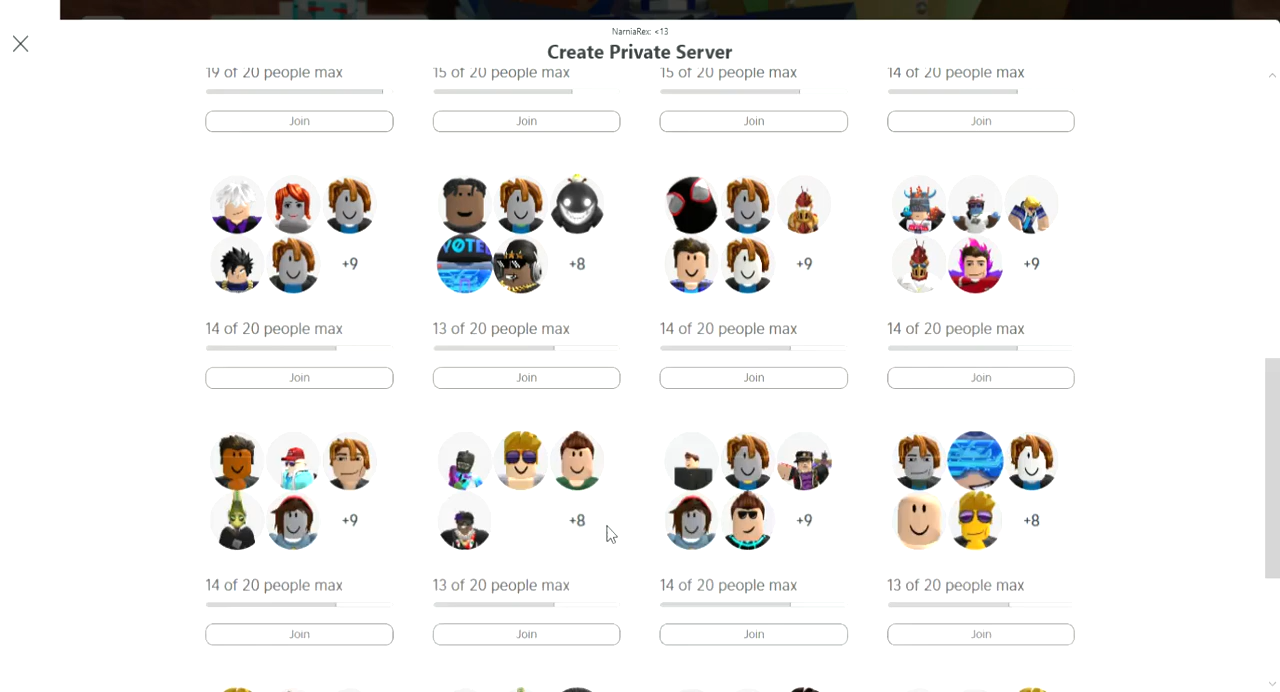 NarniaRex: <13
Create Private Server
19 of 20 people max
15 of 20 people max
15 of 20 people max
14 of 20 people max
Join
Join
Join
Join
+9
VOTE
+8
+9
+9
14 of 20 people max
13 of 20 people max
14 of 20 people max
14 of 20 people max
Join
Join
Join
Join
+9
+8
+9
+8
14 of 20 people max
13 of 20 people max
14 of 20 people max
13 of 20 people max
Join
Join
Join
Join